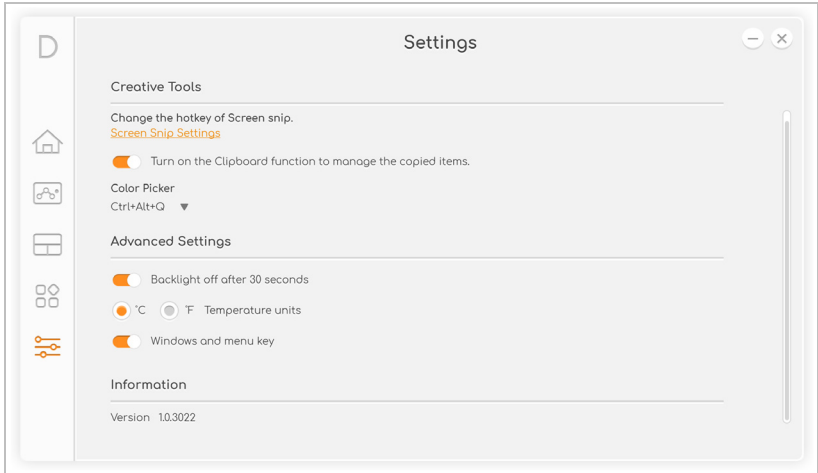 D
Settings
Creative Tools
Change the hotkey of Screen snip.
Screen Snip Settings
Turn on the Clipboard function to manage the copied items.
Color Picker
Ctrl+Alt+Q
Advanced Settings
Backlight off after 30 seconds
°C °F Temperature units
Windows and menu key
Information
Version 1.0.3022